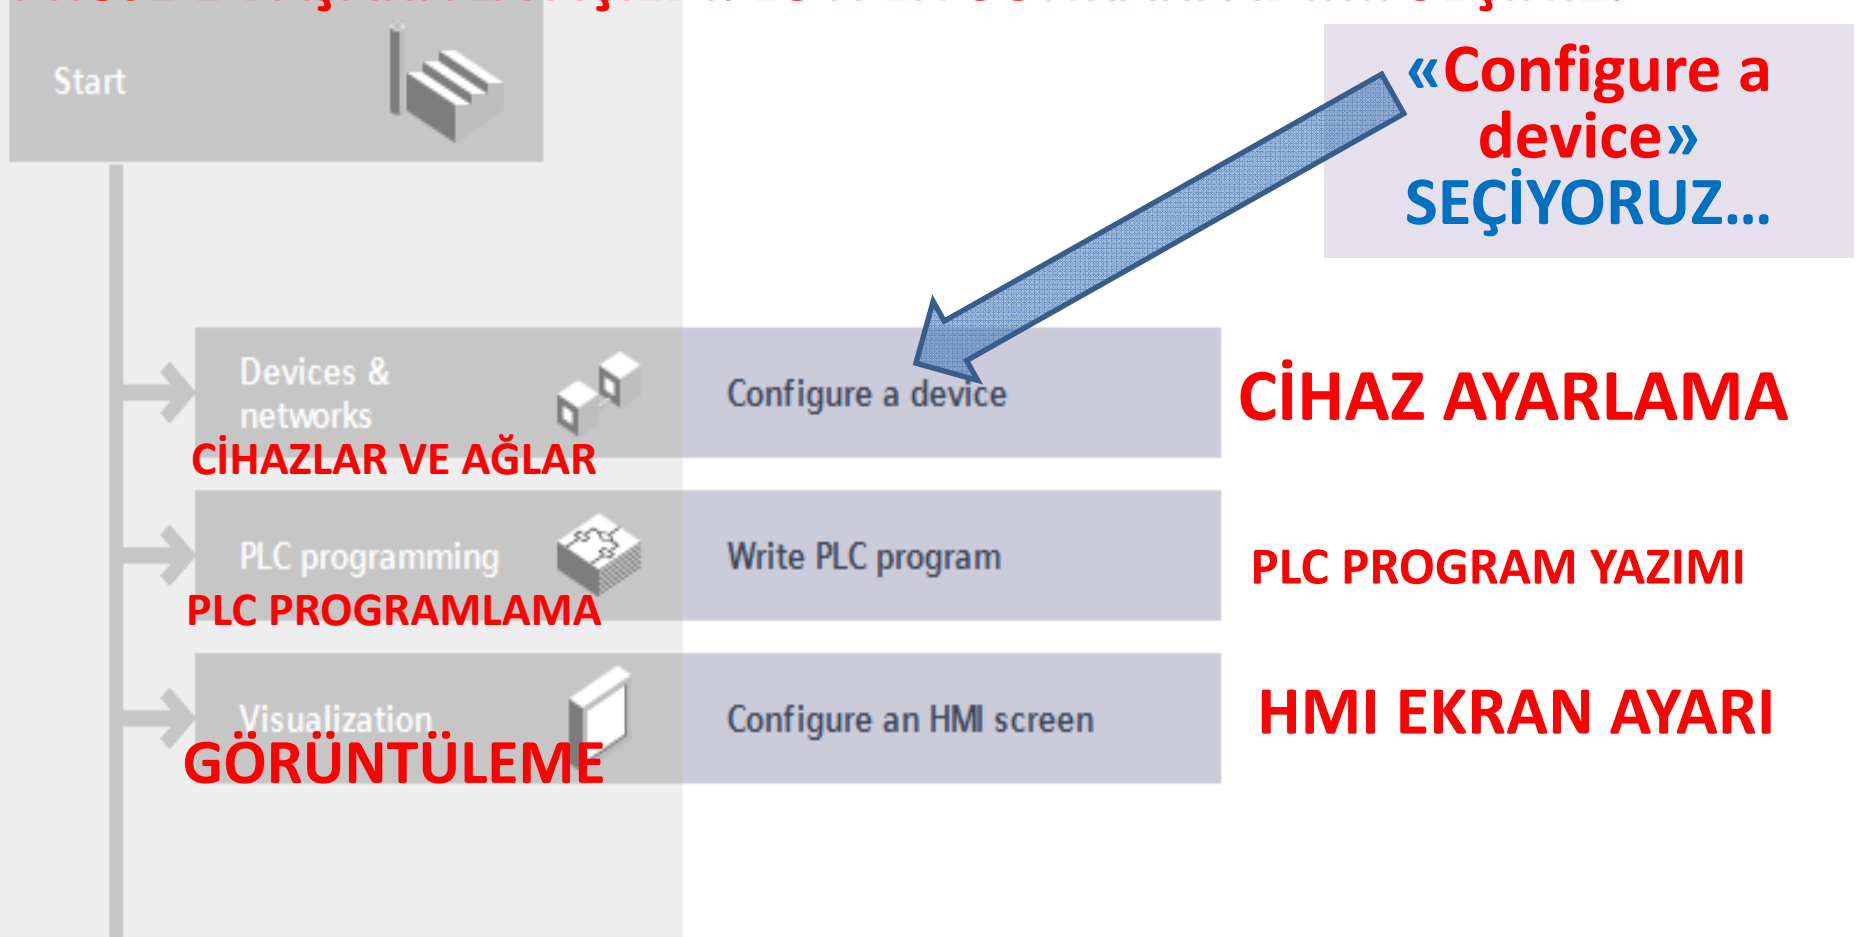 Start
«Configure a
device»
SEÇİYORUZ...
Devices &
networks
CİHAZLAR VE AĞLAR
Configure a device
CİHAZ AYARLAMA
PLC programming
PLC PROGRAMLAMA
Write PLC program
PLC PROGRAM YAZIMI
Visualization
GÖRÜNTÜLEME
Configure an HMI screen
HMI EKRAN AYARI